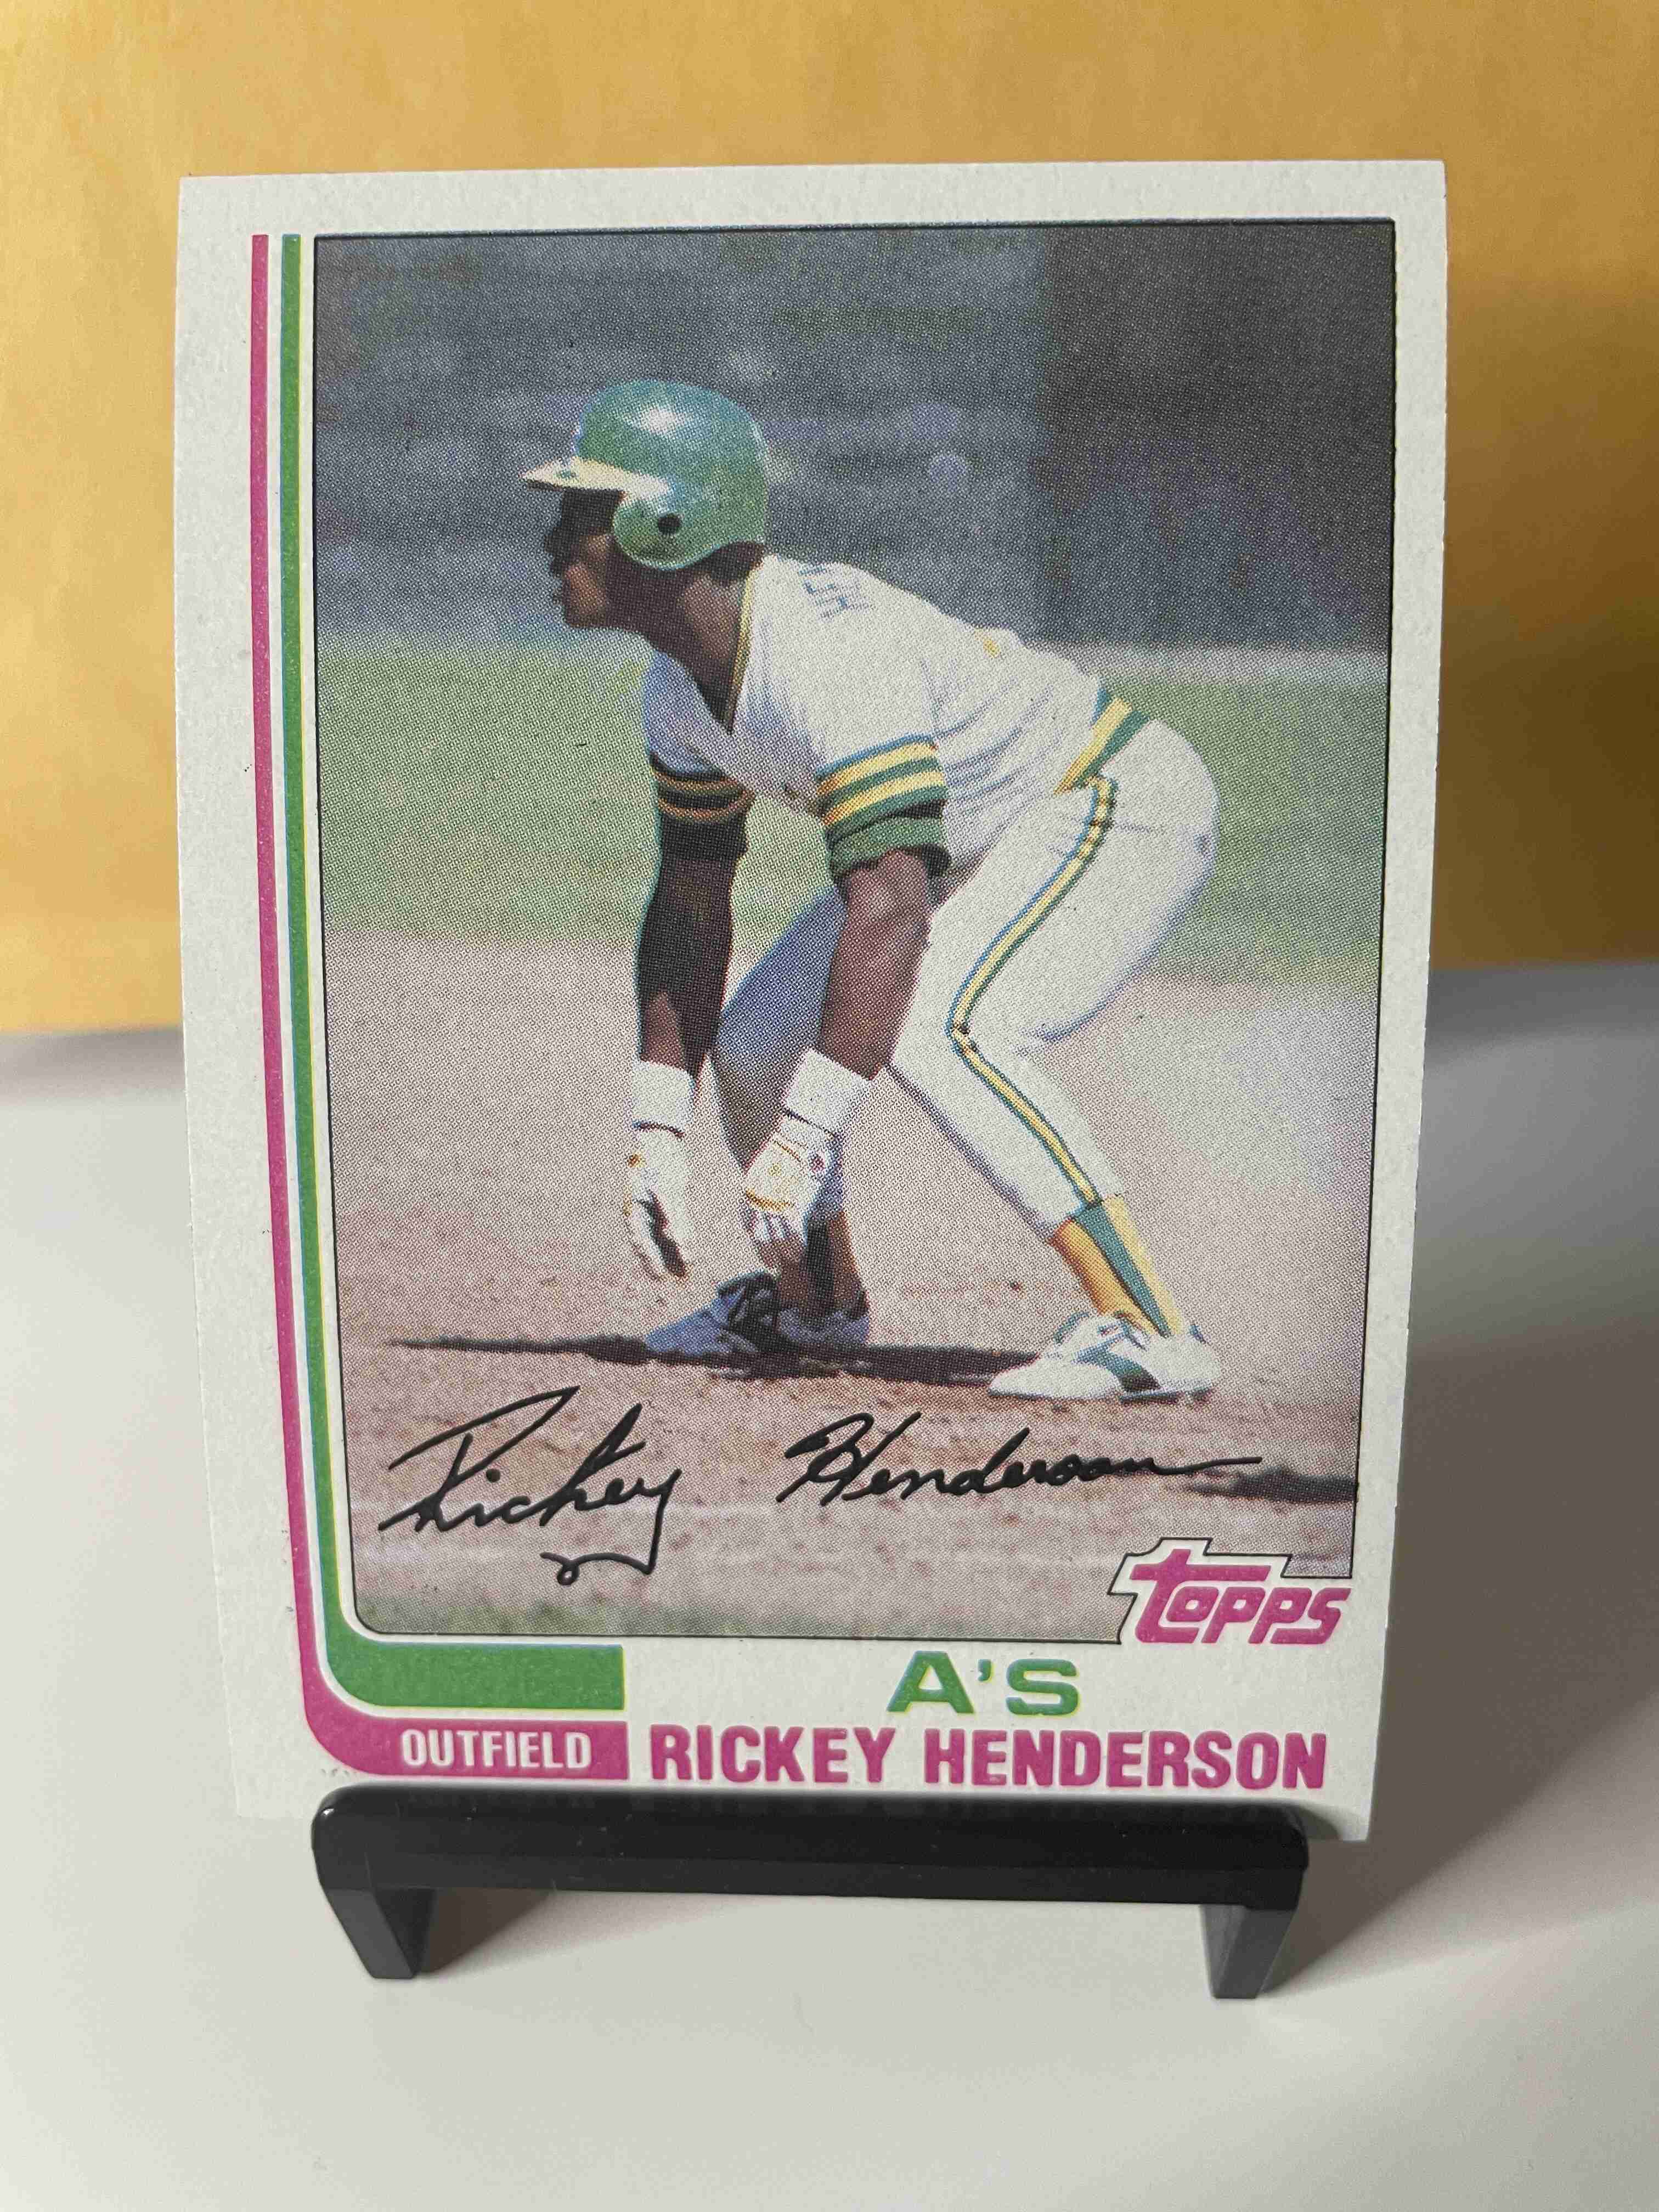 Rickey Henderson
Topps
A'S
OUTFIELD
RICKEY HENDERSON